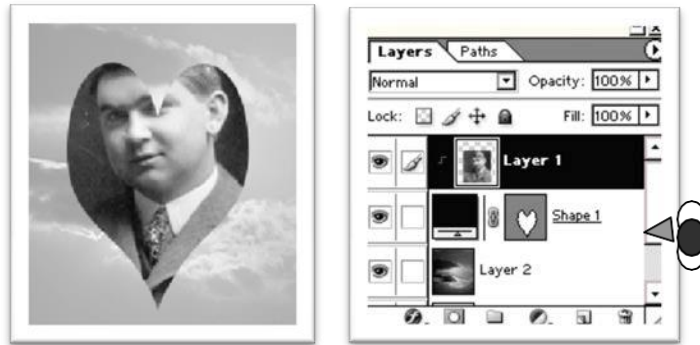 Layers Paths
Normal Opacity: 100%
Lock: Fill: 100%
Layer 1
Shape 1
Layer 2